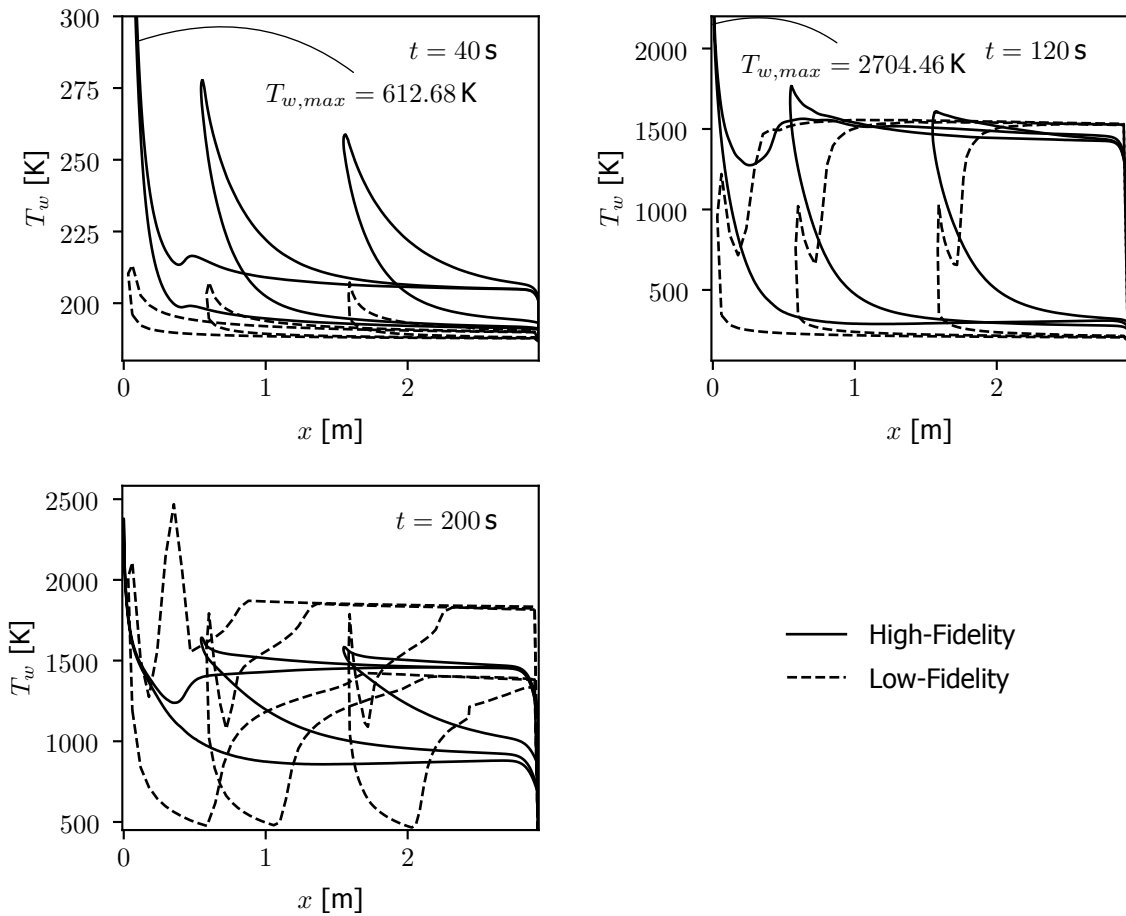 300
275
250
225
200
T_w [K]
t = 40 s
T_{w,max} = 612.68 K
0 1 2
x [m]
2000
1500
1000
500
T_w [K]
t = 120 s
T_{w,max} = 2704.46 K
0 1 2
x [m]
2500
2000
1500
1000
500
T_w [K]
t = 200 s
0 1 2
x [m]
High-Fidelity
Low-Fidelity